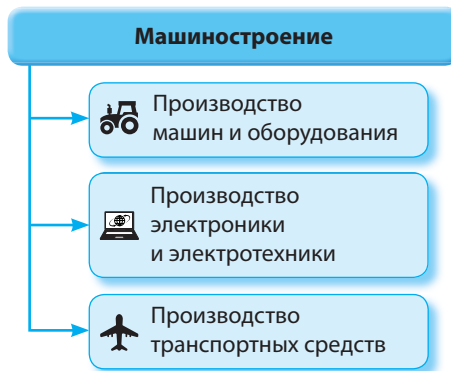 Машиностроение
Производство
машин и оборудования
Производство
электроники
и электротехники
Производство
транспортных средств